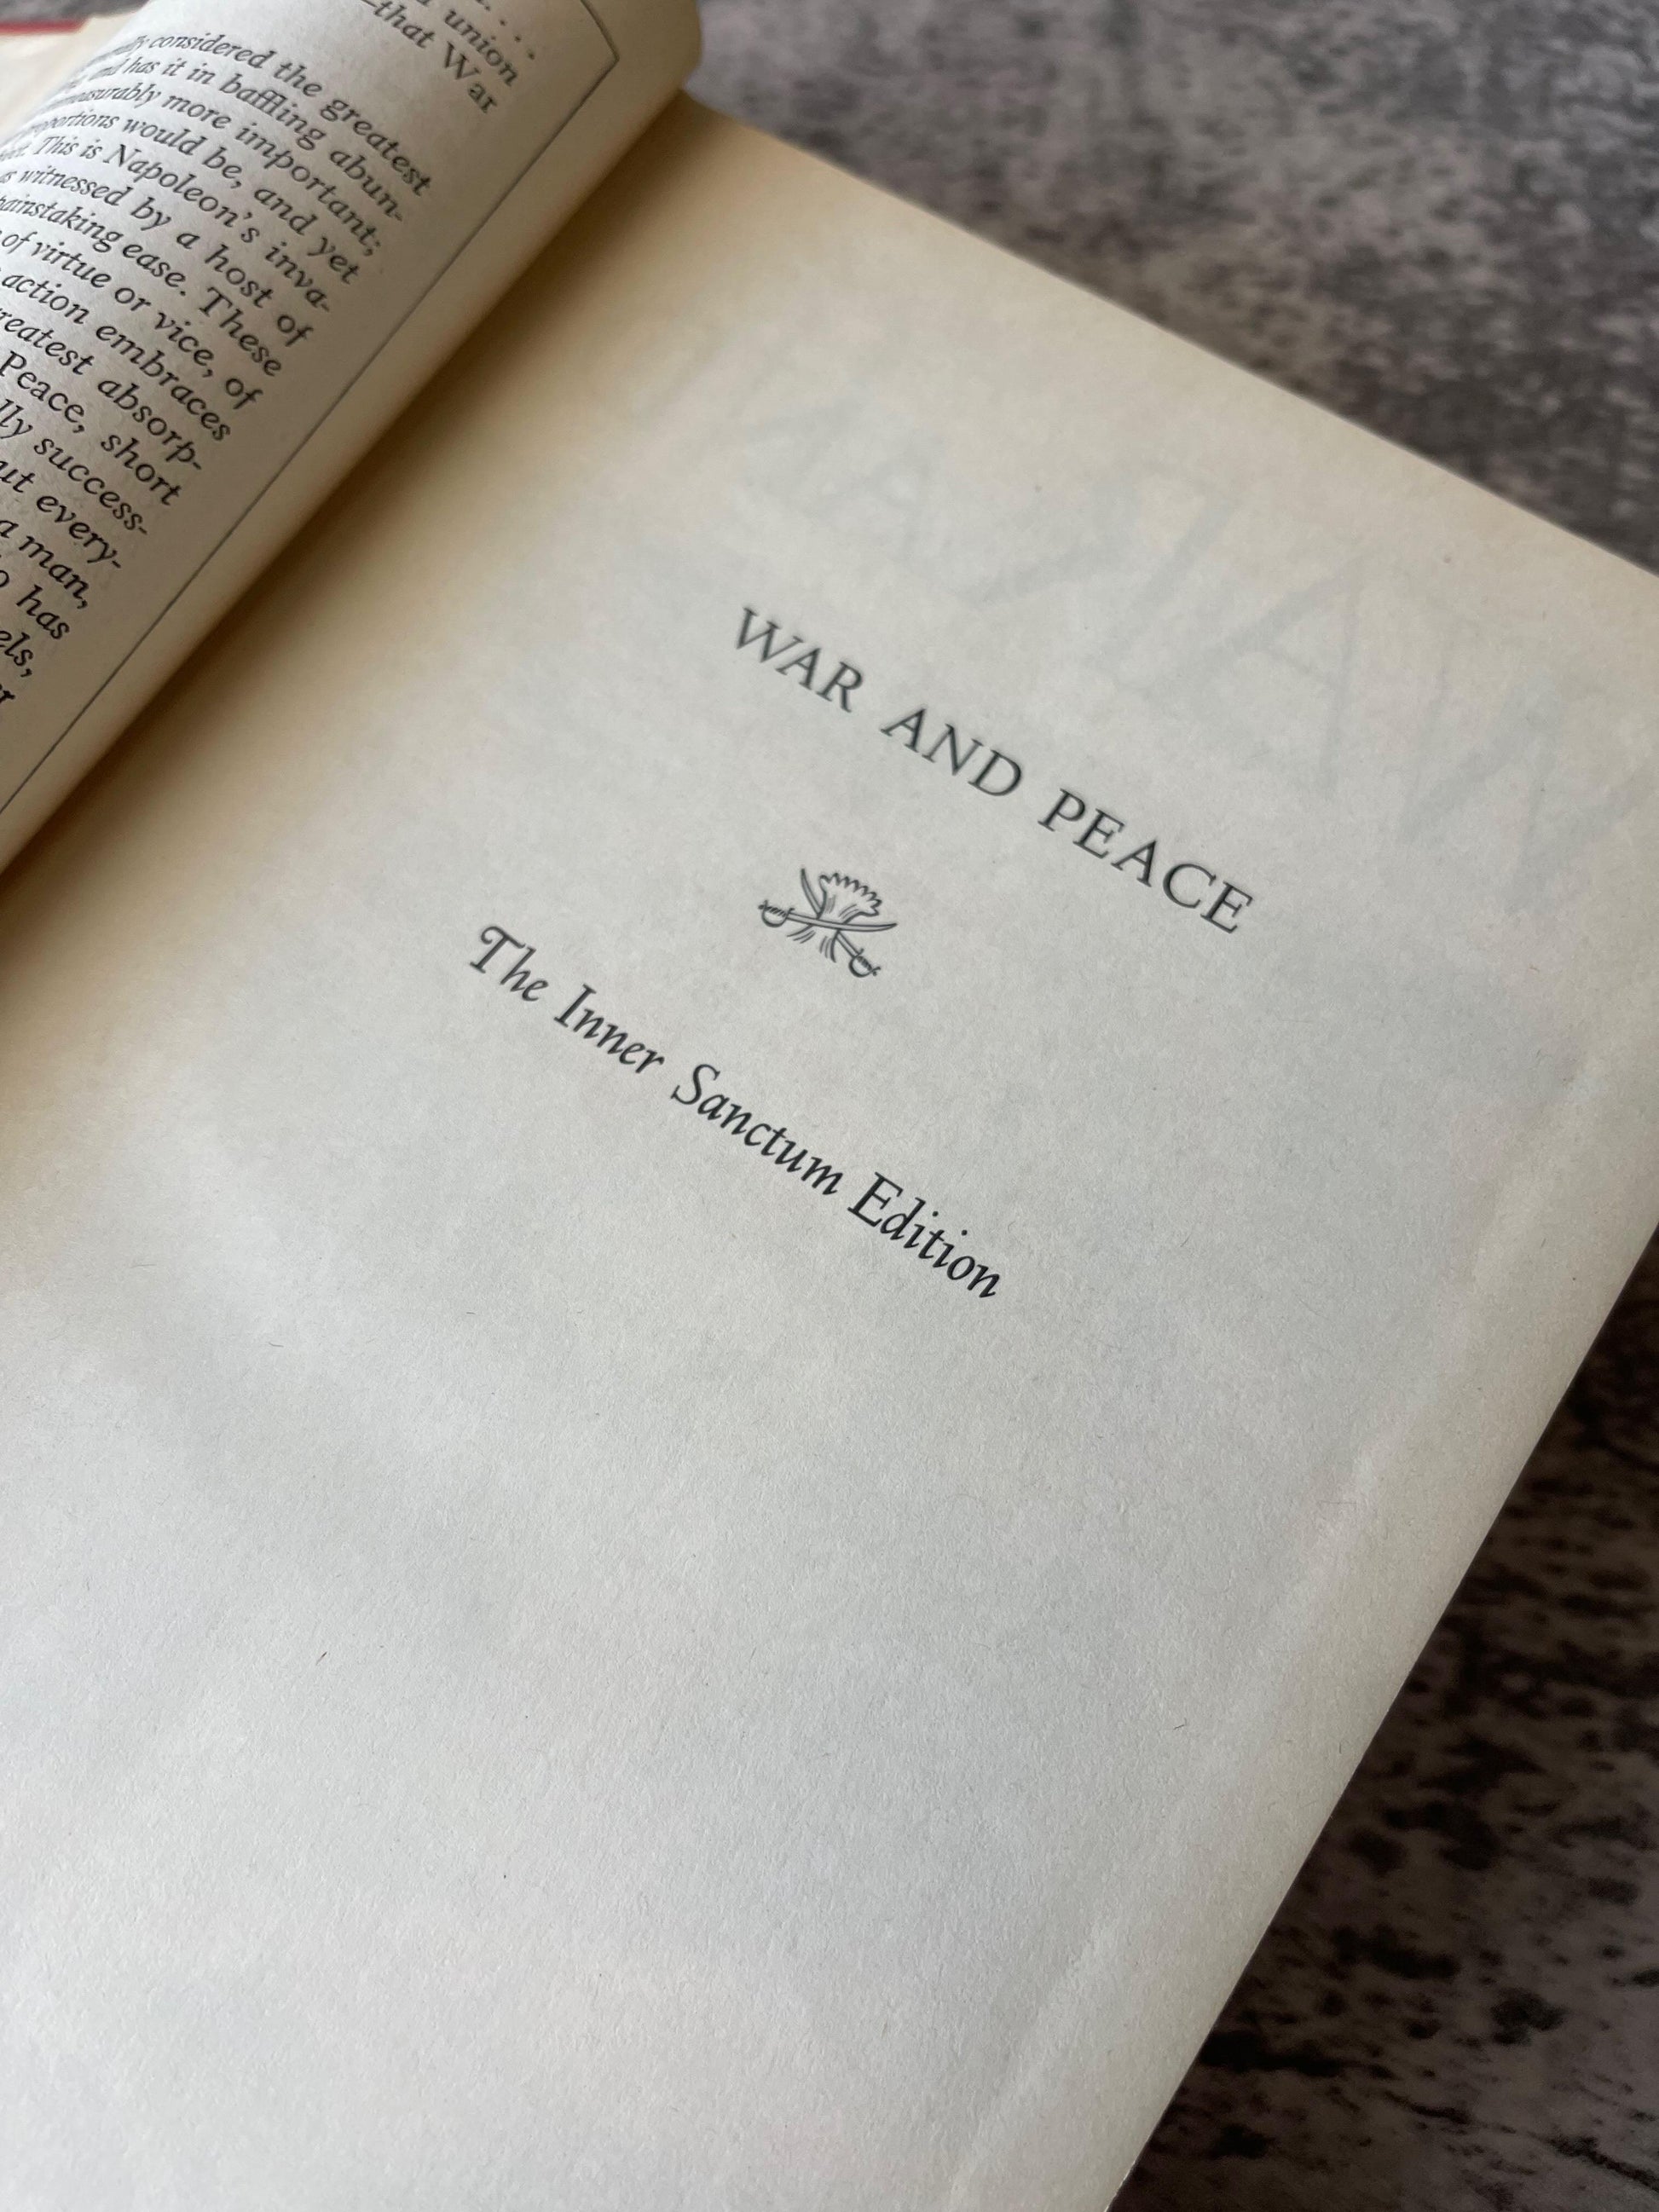 union
—that War
considered the greatest
and has it in baffling abun-
more important;
would be, and yet
This is Napoleon's inva-
witnessed by a host of
ease. These
of virtue or vice, of
action embraces
absorp-
Peace, short
success-
every-
a man,
has
WAR AND PEACE
The Inner Sanctum Edition